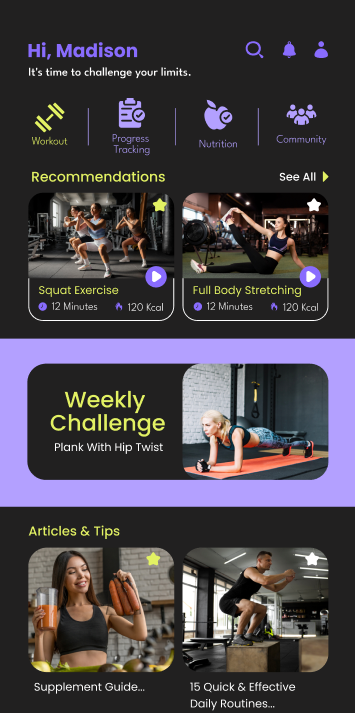 Hi, Madison
It's time to challenge your limits.
Workout
Progress
Tracking
Nutrition
Community
Recommendations
See All
Squat Exercise
12 Minutes
120 Kcal
Full Body Stretching
12 Minutes
120 Kcal
Weekly
Challenge
Plank With Hip Twist
Articles & Tips
Supplement Guide...
15 Quick & Effective
Daily Routines...